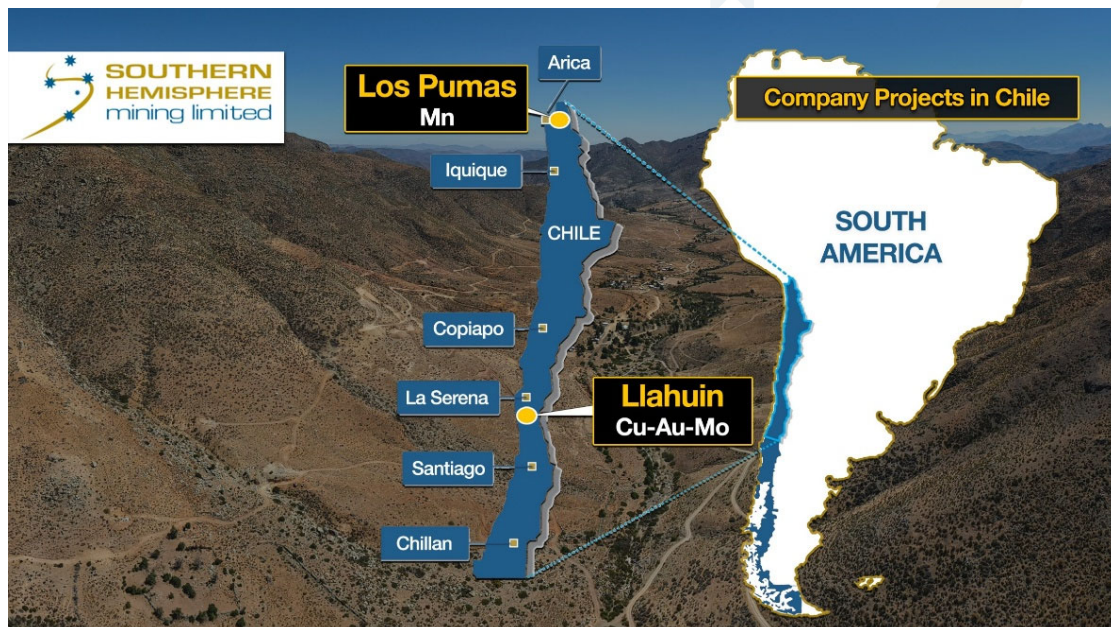 SOUTHERN
HEMISPHERE
mining limited
Los Pumas
Mn
Arica
Iquique
CHILE
Copiapo
La Serena
Llahuin
Cu-Au-Mo
Santiago
Chillan
Company Projects in Chile
SOUTH
AMERICA